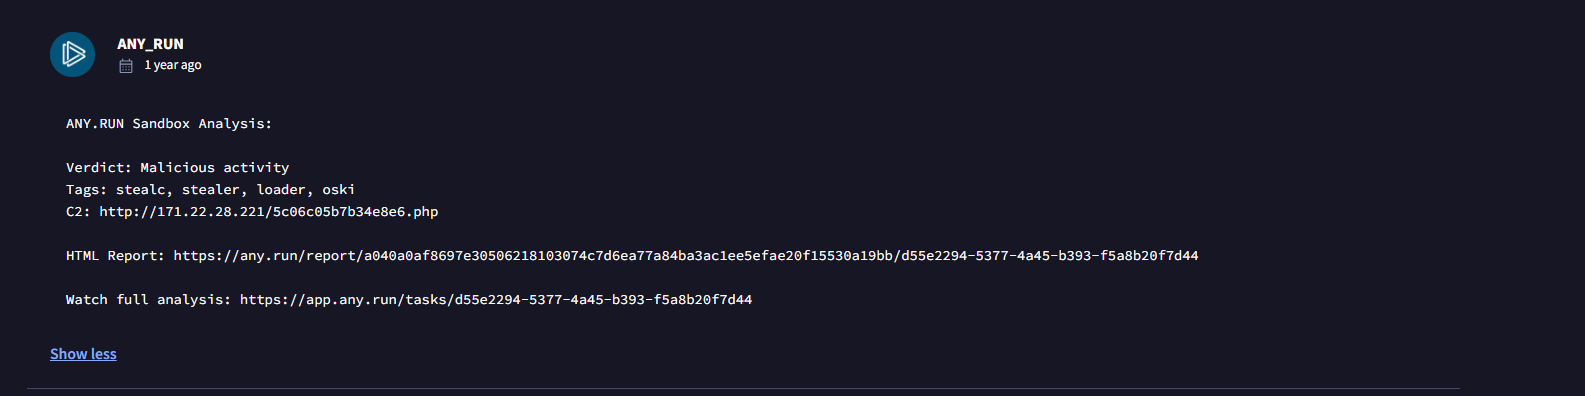 ANY_RUN
1 year ago
ANY.RUN Sandbox Analysis:
Verdict: Malicious activity
Tags: stealc, stealer, loader, oski
C2: http://171.22.28.221/5c06c05b7b34e8e6.php
HTML Report: https://any.run/report/a040a0af8697e30506218103074c7d6ea77a84ba3ac1ee5efae20f15530a19bb/d55e2294-5377-4a45-b393-f5a8b20f7d44
Watch full analysis: https://app.any.run/tasks/d55e2294-5377-4a45-b393-f5a8b20f7d44
Show less